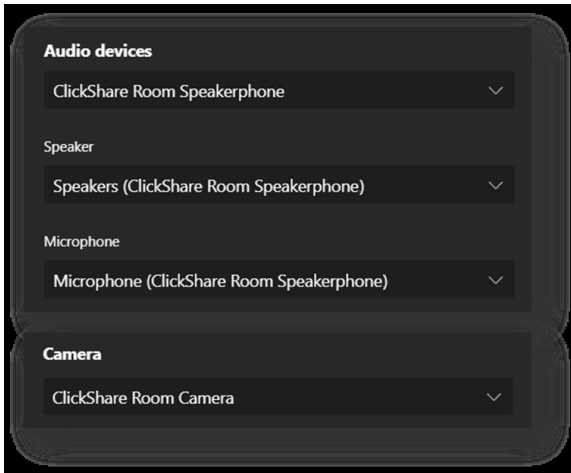 Audio devices
ClickShare Room Speakerphone
Speaker
Speakers (ClickShare Room Speakerphone)
Microphone
Microphone (ClickShare Room Speakerphone)
Camera
ClickShare Room Camera